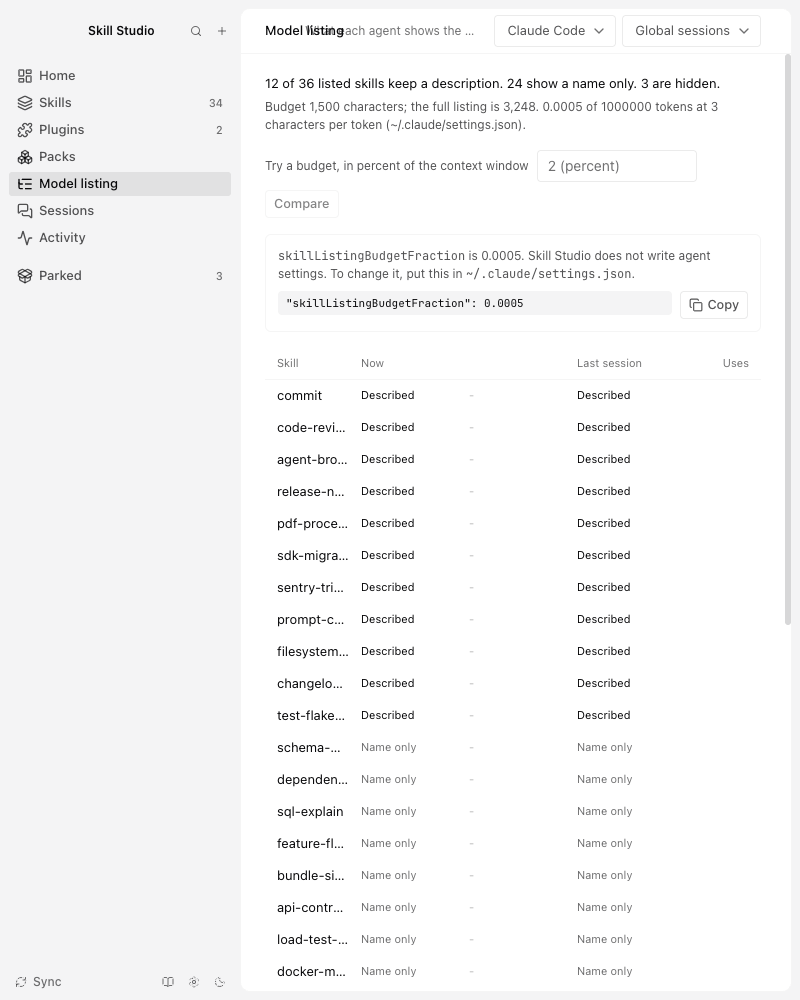 Skill Studio
Home
Skills 34
Plugins 2
Packs
Model listing
Sessions
Activity
Parked 3
Sync
Model listing
each agent shows the ...
Claude Code
Global sessions
12 of 36 listed skills keep a description. 24 show a name only. 3 are hidden.
Budget 1,500 characters; the full listing is 3,248. 0.0005 of 1000000 tokens at 3
characters per token (~/.claude/settings.json).
Try a budget, in percent of the context window 2 (percent)
Compare
skillListingBudgetFraction is 0.0005. Skill Studio does not write agent
settings. To change it, put this in ~/.claude/settings.json.
"skillListingBudgetFraction": 0.0005 Copy
Skill Now Last session Uses
commit Described - Described
code-revi... Described - Described
agent-bro... Described - Described
release-n... Described - Described
pdf-proce... Described - Described
sdk-migra... Described - Described
sentry-tri... Described - Described
prompt-c... Described - Described
filesystem... Described - Described
changelo... Described - Described
test-flake... Described - Described
schema-... Name only - Name only
dependen... Name only - Name only
sql-explain Name only - Name only
feature-fl... Name only - Name only
bundle-si... Name only - Name only
api-contr... Name only - Name only
load-test-... Name only - Name only
docker-m... Name only - Name only